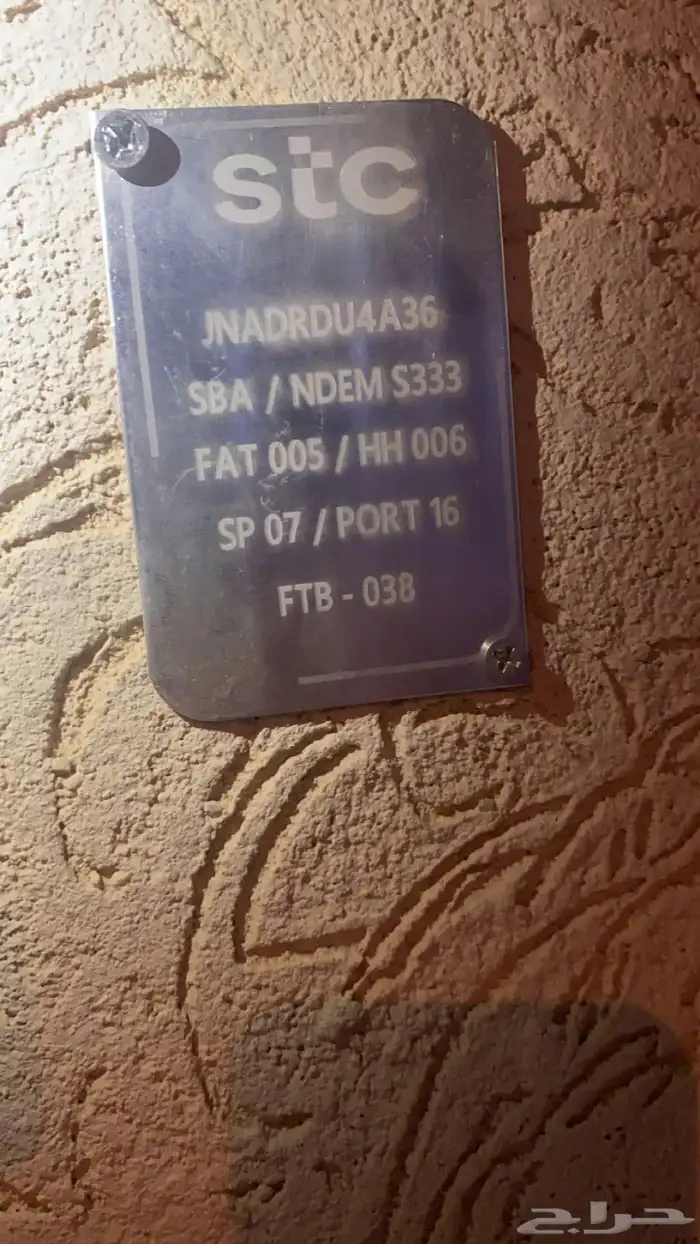 stc
JNADRDU4A36
SBA / NDEM S333
FAT 005 / HH 006
SP 07 / PORT 16
FTB - 038
حراج